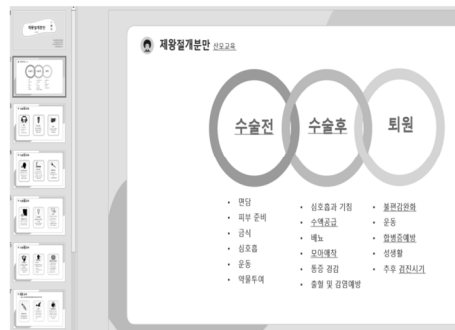 제왕절개분만 산모교육
수술전
수술후
퇴원
• 면담
• 피부 준비
• 금식
• 심호흡
• 운동
• 약물투여
• 심호흡과 기침
• 수액공급
• 배뇨
• 모아애착
• 통증 경감
• 출혈 및 감염예방
• 불편감완화
• 운동
• 합병증예방
• 성생활
• 추후 검진시기